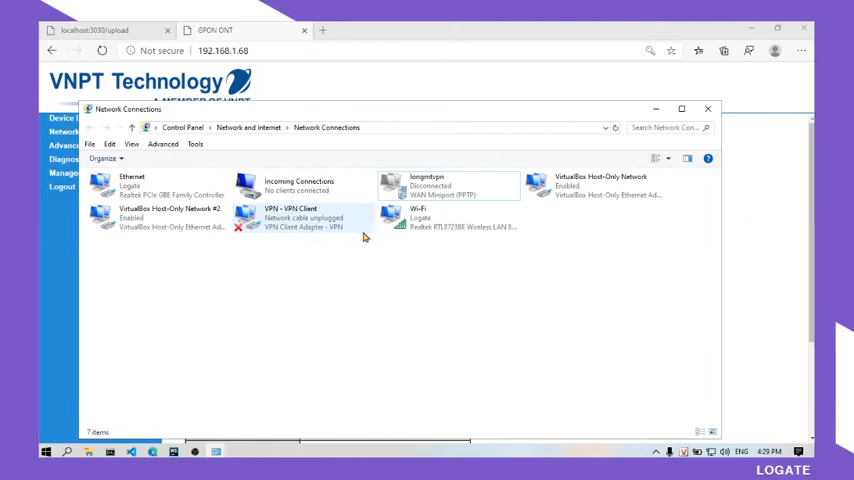 localhost:3030/upload
GPON ONT
Not secure
192.168.1.68
VNPT Technology
A MEMBER OF VNPT
Network Connections
Control Panel
Network and Internet
Network Connections
Search Network Con...
File
Edit
View
Advanced
Tools
Organize
Device I
Network
Advanc
Diagnos
Manage
Logout
Ethernet
Logate
Realtek PCIe GBE Family Controller
Incoming Connections
No clients connected
longmtvpn
Disconnected
WAN Miniport (PPTP)
VirtualBox Host-Only Network
Enabled
VirtualBox Host-Only Ethernet Ad...
VirtualBox Host-Only Network #2
Enabled
VirtualBox Host-Only Ethernet Ad...
VPN - VPN Client
Network cable unplugged
VPN Client Adapter - VPN
Wi-Fi
Logate
Realtek RTL8723BE Wireless LAN 8...
7 items
ENG
4:29 PM
LOGATE